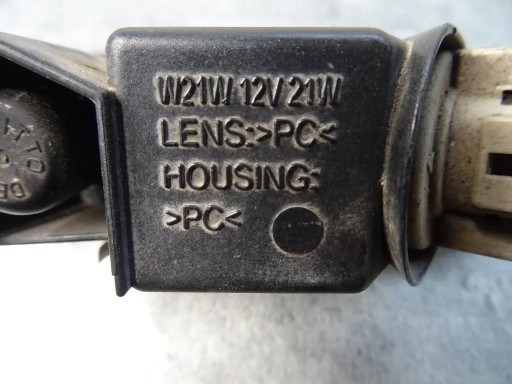 W21W 12V 21W
LENS:>PC<
HOUSING:
>PC<